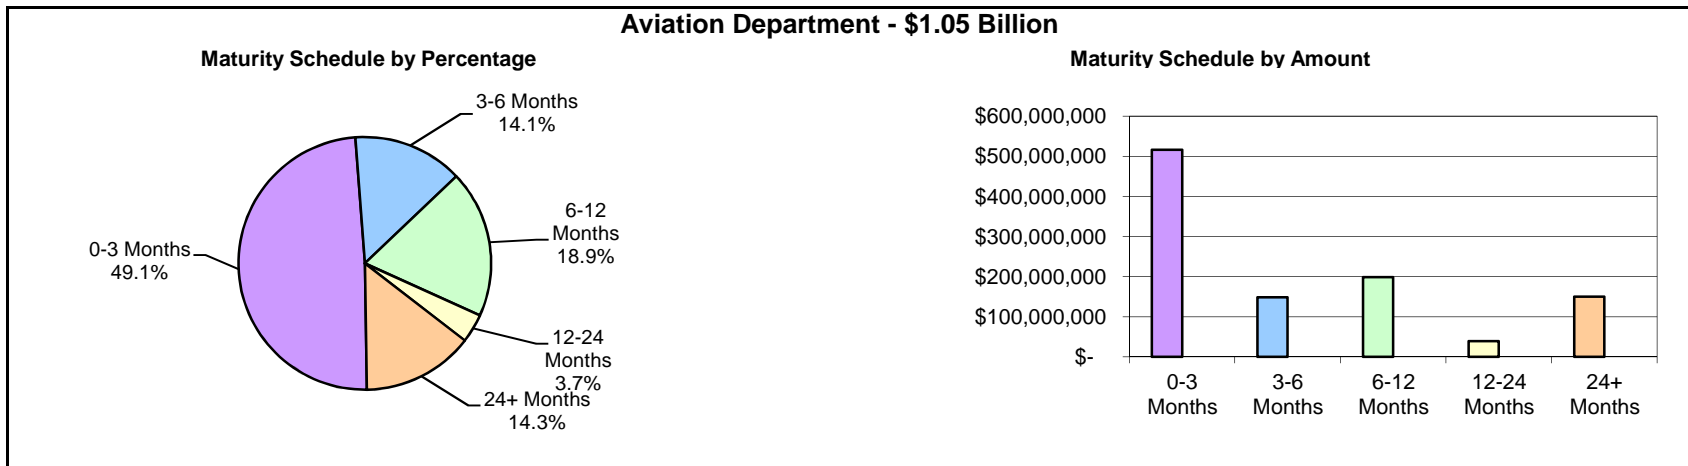 Aviation Department - $1.05 Billion
Maturity Schedule by Percentage
3-6 Months
14.1%
6-12
Months
18.9%
0-3 Months
49.1%
12-24
Months
3.7%
24+ Months
14.3%
Maturity Schedule by Amount
$600,000,000
$500,000,000
$400,000,000
$300,000,000
$200,000,000
$100,000,000
$-
0-3
Months
3-6
Months
6-12
Months
12-24
Months
24+
Months